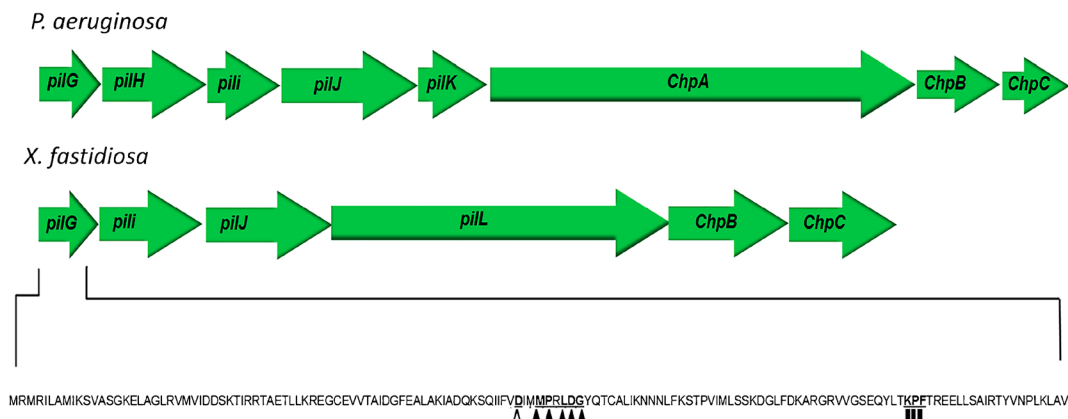 P. aeruginosa
pilG pilH pili pilJ pilK ChpA ChpB ChpC
X. fastidiosa
pilG pili pilJ pilL ChpB ChpC
MRMRILAMIKSVASGKELAGLRVMVIDDSKTIRRTAETLLKREGCEVVTAIDGFEALAKIADQKSQIIFVDIMMPRLDGYQTCALIKNNNLFKSTPVIMLSSKDGLFDKARGRVVGSEQYLTKPFTREELLSAIRTYVNPLKLAV